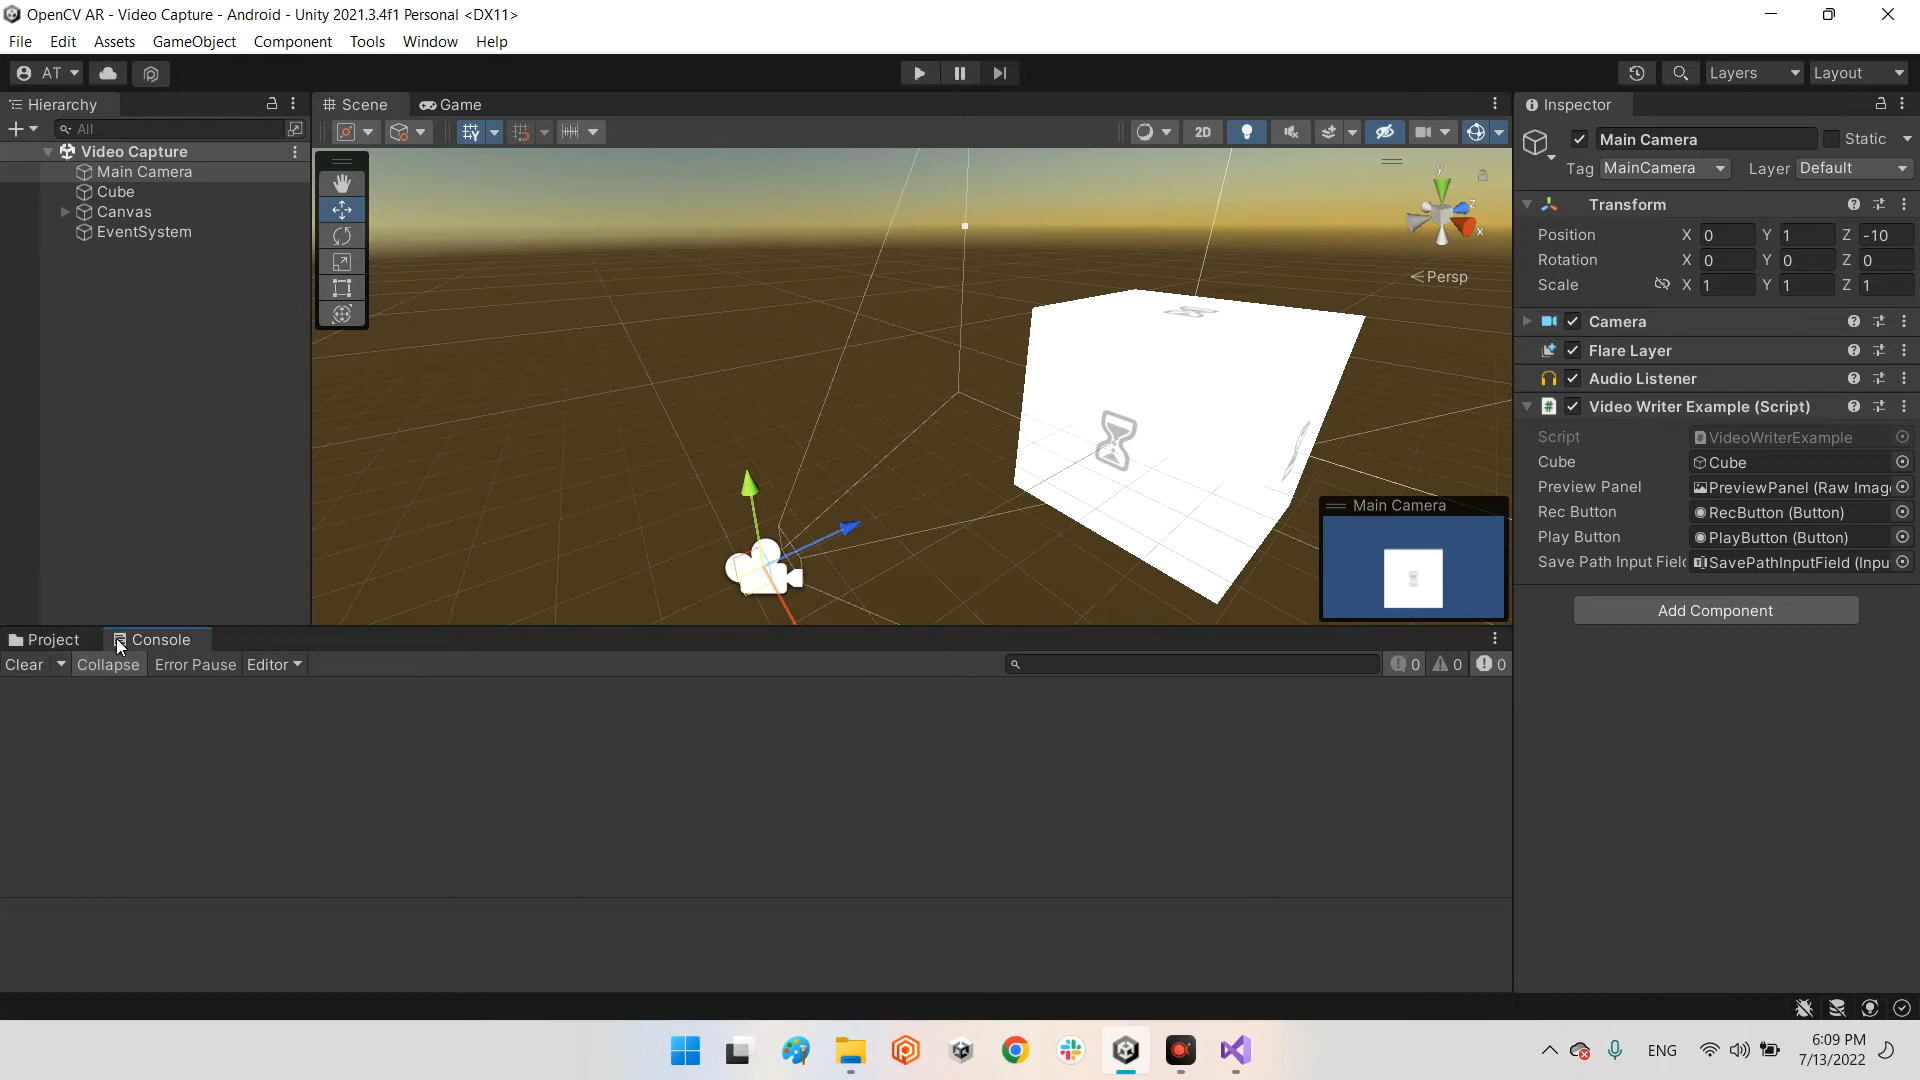 OpenCV AR - Video Capture - Android - Unity 2021.3.4f1 Personal <DX11>
File Edit Assets GameObject Component Tools Window Help
AT Layers Layout
Hierarchy
All
Video Capture
Main Camera
Cube
Canvas
EventSystem
Scene Game
2D
y
z
x
Persp
Main Camera
Project Console
Clear Collapse Error Pause Editor 0 0 0
Inspector
Main Camera Static
Tag MainCamera Layer Default
Transform
Position X 0 Y 1 Z -10
Rotation X 0 Y 0 Z 0
Scale X 1 Y 1 Z 1
Camera
Flare Layer
Audio Listener
Video Writer Example (Script)
Script VideoWriterExample
Cube Cube
Preview Panel PreviewPanel (Raw Imag
Rec Button RecButton (Button)
Play Button PlayButton (Button)
Save Path Input Fielc SavePathInputField (Inpu
Add Component
ENG 6:09 PM
7/13/2022